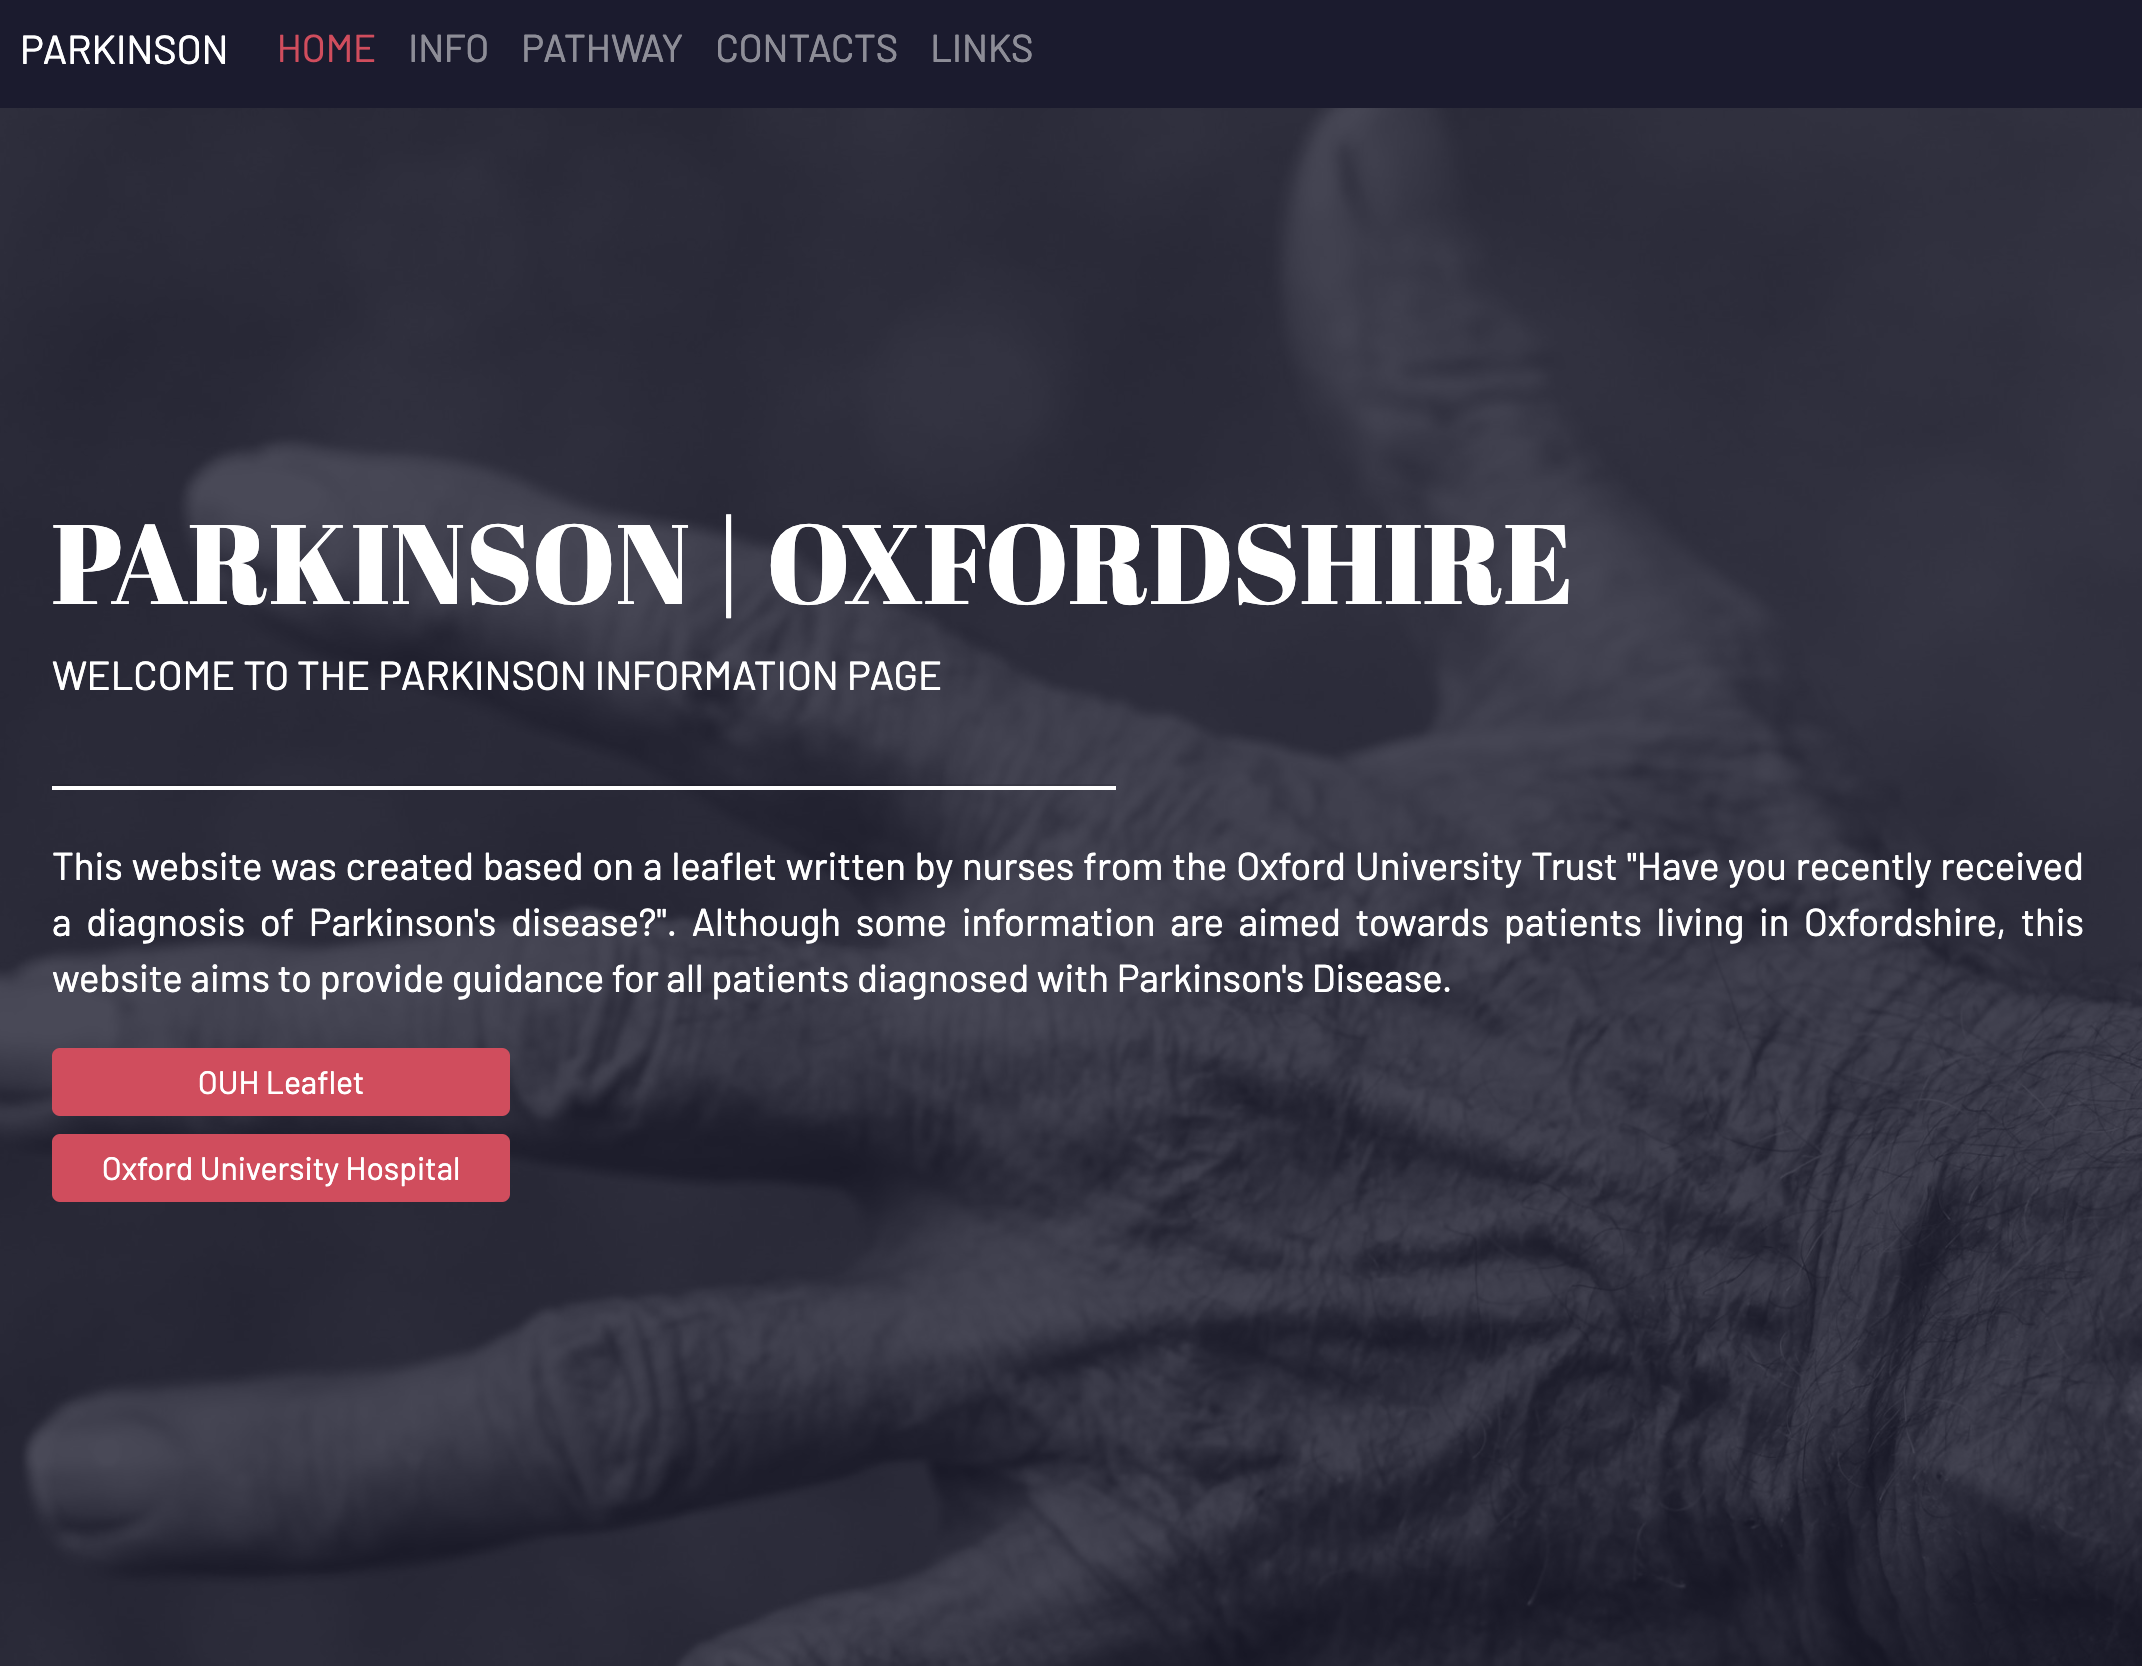 PARKINSON HOME INFO PATHWAY CONTACTS LINKS
PARKINSON | OXFORDSHIRE
WELCOME TO THE PARKINSON INFORMATION PAGE
This website was created based on a leaflet written by nurses from the Oxford University Trust "Have you recently received
a diagnosis of Parkinson's disease?". Although some information are aimed towards patients living in Oxfordshire, this
website aims to provide guidance for all patients diagnosed with Parkinson's Disease.
OUH Leaflet
Oxford University Hospital